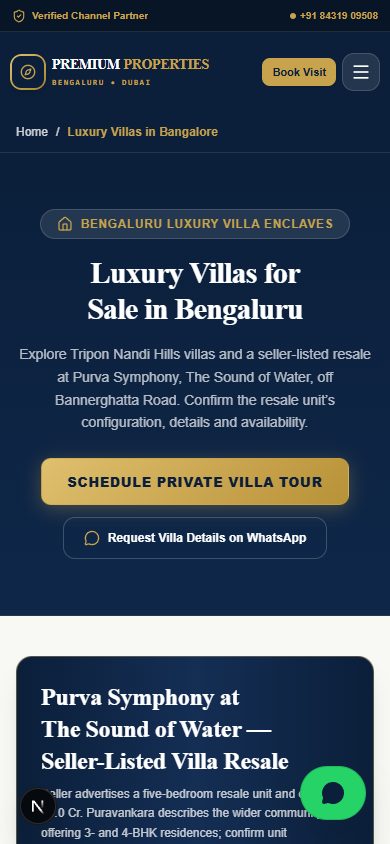 Verified Channel Partner
+91 84319 09508
PREMIUM PROPERTIES
BENGALURU • DUBAI
Book Visit
Home / Luxury Villas in Bangalore
BENGALURU LUXURY VILLA ENCLAVES
Luxury Villas for
Sale in Bengaluru
Explore Tripon Nandi Hills villas and a seller-listed resale
at Purva Symphony, The Sound of Water, off
Bannerghatta Road. Confirm the resale unit's
configuration, details and availability.
SCHEDULE PRIVATE VILLA TOUR
Request Villa Details on WhatsApp
Purva Symphony at
The Sound of Water —
Seller-Listed Villa Resale
advertises a five-bedroom resale unit and
Cr. Puravankara describes the wider
offering 3- and 4-BHK residences; confirm unit
N